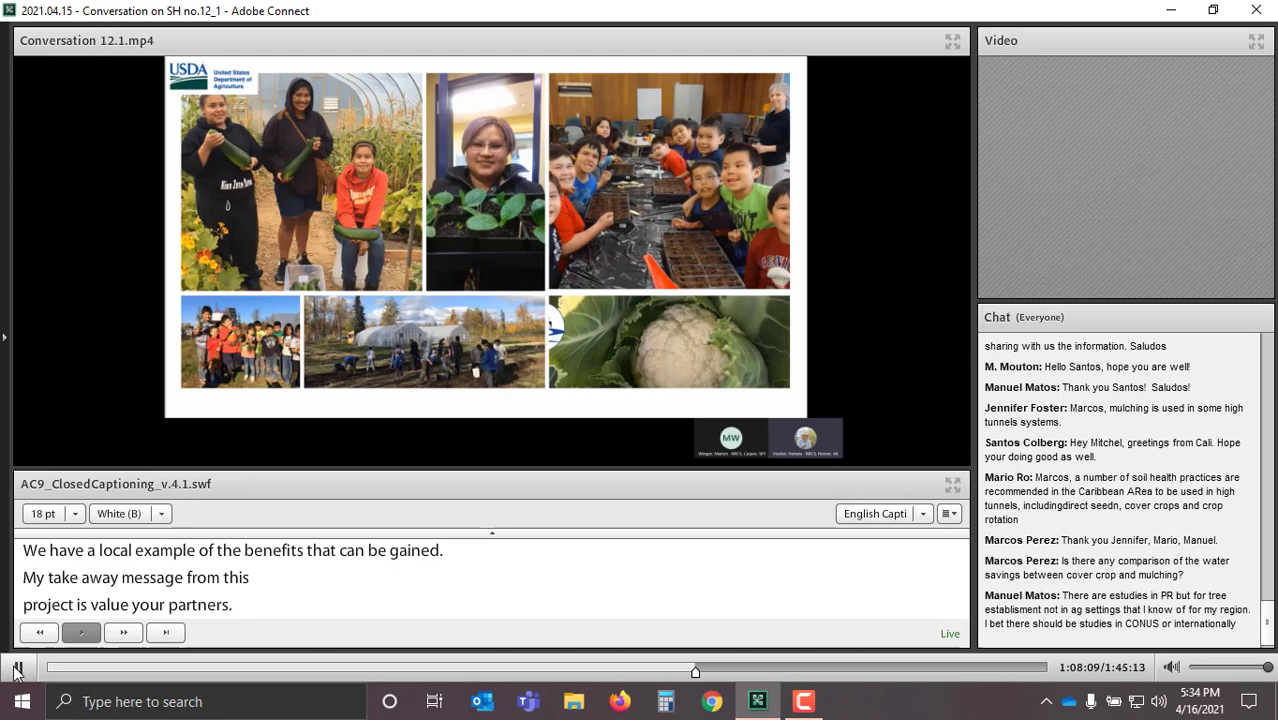 2021.04.15 - Conversation on SH no.12_1 - Adobe Connect
Conversation 12.1.mp4
USDA
United States
Department of
Agriculture
MW
AC9_ClosedCaptioning_v.4.1.swf
18 pt
White (B)
English Capti
We have a local example of the benefits that can be gained.
My take away message from this
project is value your partners.
Live
Video
Chat (Everyone)
sharing with us the information. Saludos
M. Mouton: Hello Santos, hope you are well!
Manuel Matos: Thank you Santos! Saludos!
Jennifer Foster: Marcos, mulching is used in some high
tunnels systems.
Santos Colberg: Hey Mitchel, greetings from Cali. Hope
your doing good as well.
Mario Ro: Marcos, a number of soil health practices are
recommended in the Caribbean ARea to be used in high
tunnels, includingdirect seedn, cover crops and crop
rotation
Marcos Perez: Thank you Jennifer, Mario, Manuel.
Marcos Perez: Is there any comparison of the water
savings between cover crop and mulching?
Manuel Matos: There are estudies in PR but for tree
establisment not in ag settings that I know of for my region.
I bet there should be studies in CONUS or internationally
1:08:09/1:45:13
Type here to search
5:34 PM
4/16/2021